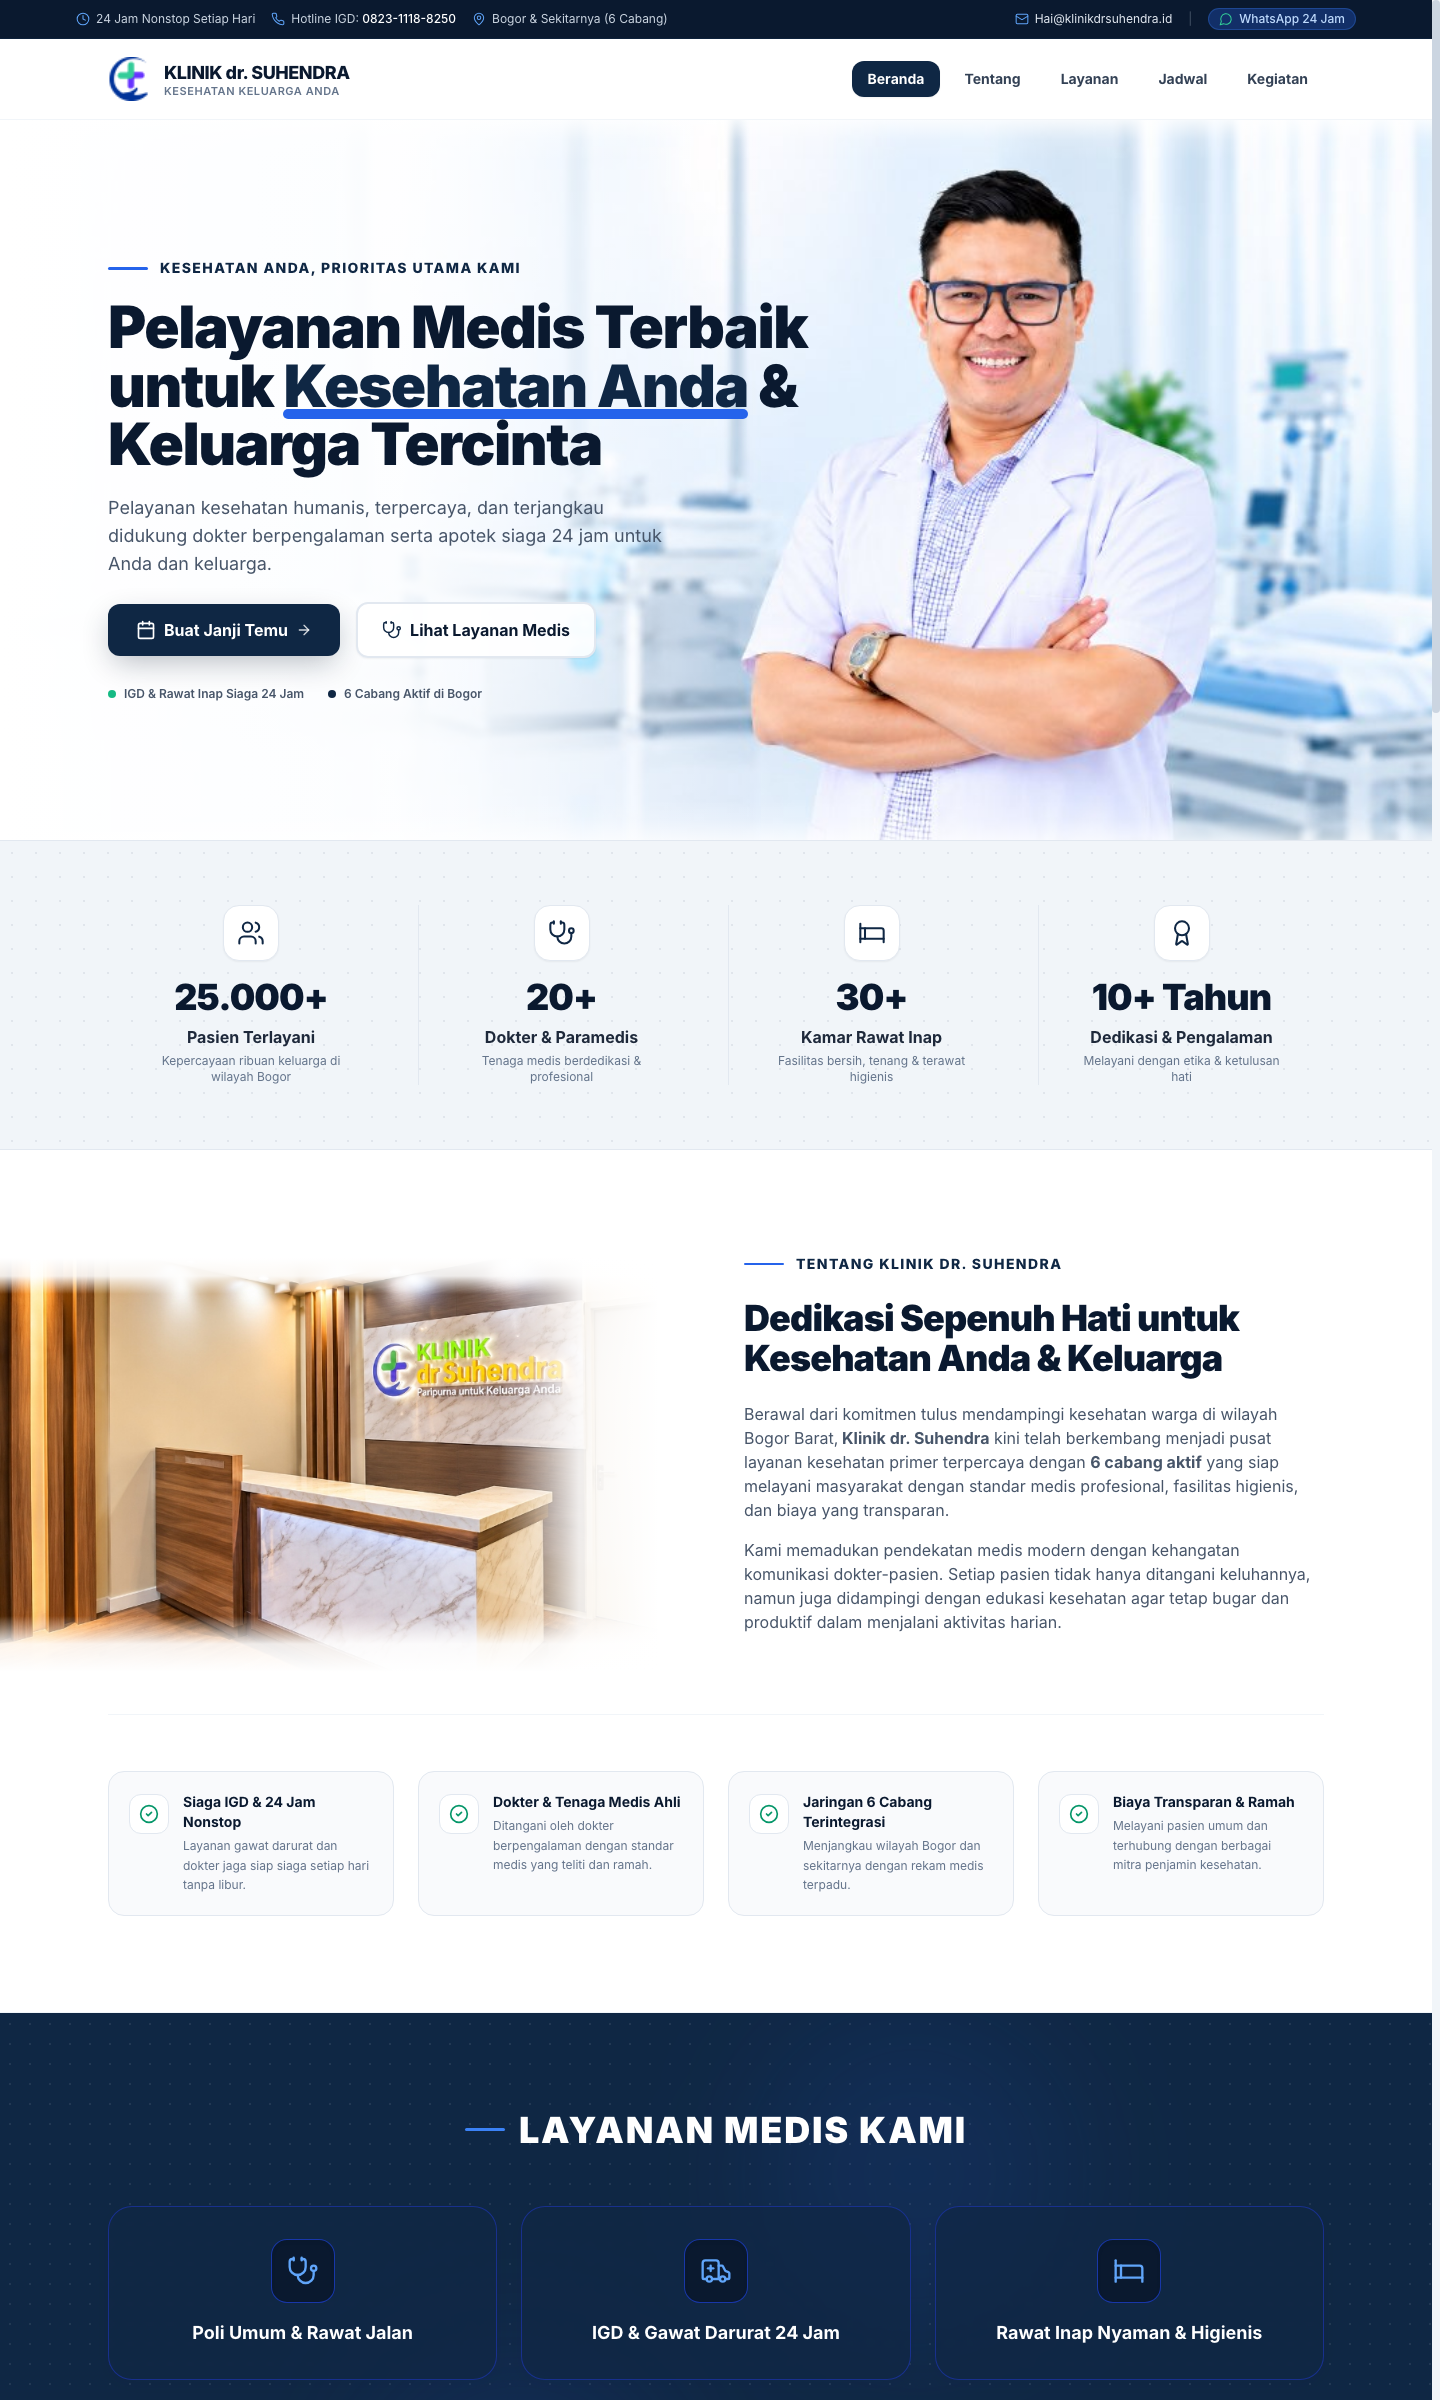 24 Jam Nonstop Setiap Hari
Hotline IGD: 0823-1118-8250
Bogor & Sekitarnya (6 Cabang)
Hai@klinikdrsuhendra.id
WhatsApp 24 Jam
KLINIK dr. SUHENDRA
KESEHATAN KELUARGA ANDA
Beranda
Tentang
Layanan
Jadwal
Kegiatan
KESEHATAN ANDA, PRIORITAS UTAMA KAMI
Pelayanan Medis Terbaik
untuk Kesehatan Anda &
Keluarga Tercinta
Pelayanan kesehatan humanis, terpercaya, dan terjangkau
didukung dokter berpengalaman serta apotek siaga 24 jam untuk
Anda dan keluarga.
Buat Janji Temu
Lihat Layanan Medis
IGD & Rawat Inap Siaga 24 Jam
6 Cabang Aktif di Bogor
25.000+
Pasien Terlayani
Kepercayaan ribuan keluarga di
wilayah Bogor
20+
Dokter & Paramedis
Tenaga medis berdedikasi &
profesional
30+
Kamar Rawat Inap
Fasilitas bersih, tenang & terawat
higienis
10+ Tahun
Dedikasi & Pengalaman
Melayani dengan etika & ketulusan
hati
KLINIK
dr Suhendra
Paripurna untuk Keluarga Anda
TENTANG KLINIK DR. SUHENDRA
Dedikasi Sepenuh Hati untuk
Kesehatan Anda & Keluarga
Berawal dari komitmen tulus mendampingi kesehatan warga di wilayah
Bogor Barat, Klinik dr. Suhendra kini telah berkembang menjadi pusat
layanan kesehatan primer terpercaya dengan 6 cabang aktif yang siap
melayani masyarakat dengan standar medis profesional, fasilitas higienis,
dan biaya yang transparan.
Kami memadukan pendekatan medis modern dengan kehangatan
komunikasi dokter-pasien. Setiap pasien tidak hanya ditangani keluhannya,
namun juga didampingi dengan edukasi kesehatan agar tetap bugar dan
produktif dalam menjalani aktivitas harian.
Siaga IGD & 24 Jam
Nonstop
Layanan gawat darurat dan
dokter jaga siap siaga setiap hari
tanpa libur.
Dokter & Tenaga Medis Ahli
Ditangani oleh dokter
berpengalaman dengan standar
medis yang teliti dan ramah.
Jaringan 6 Cabang
Terintegrasi
Menjangkau wilayah Bogor dan
sekitarnya dengan rekam medis
terpadu.
Biaya Transparan & Ramah
Melayani pasien umum dan
terhubung dengan berbagai
mitra penjamin kesehatan.
LAYANAN MEDIS KAMI
Poli Umum & Rawat Jalan
IGD & Gawat Darurat 24 Jam
Rawat Inap Nyaman & Higienis